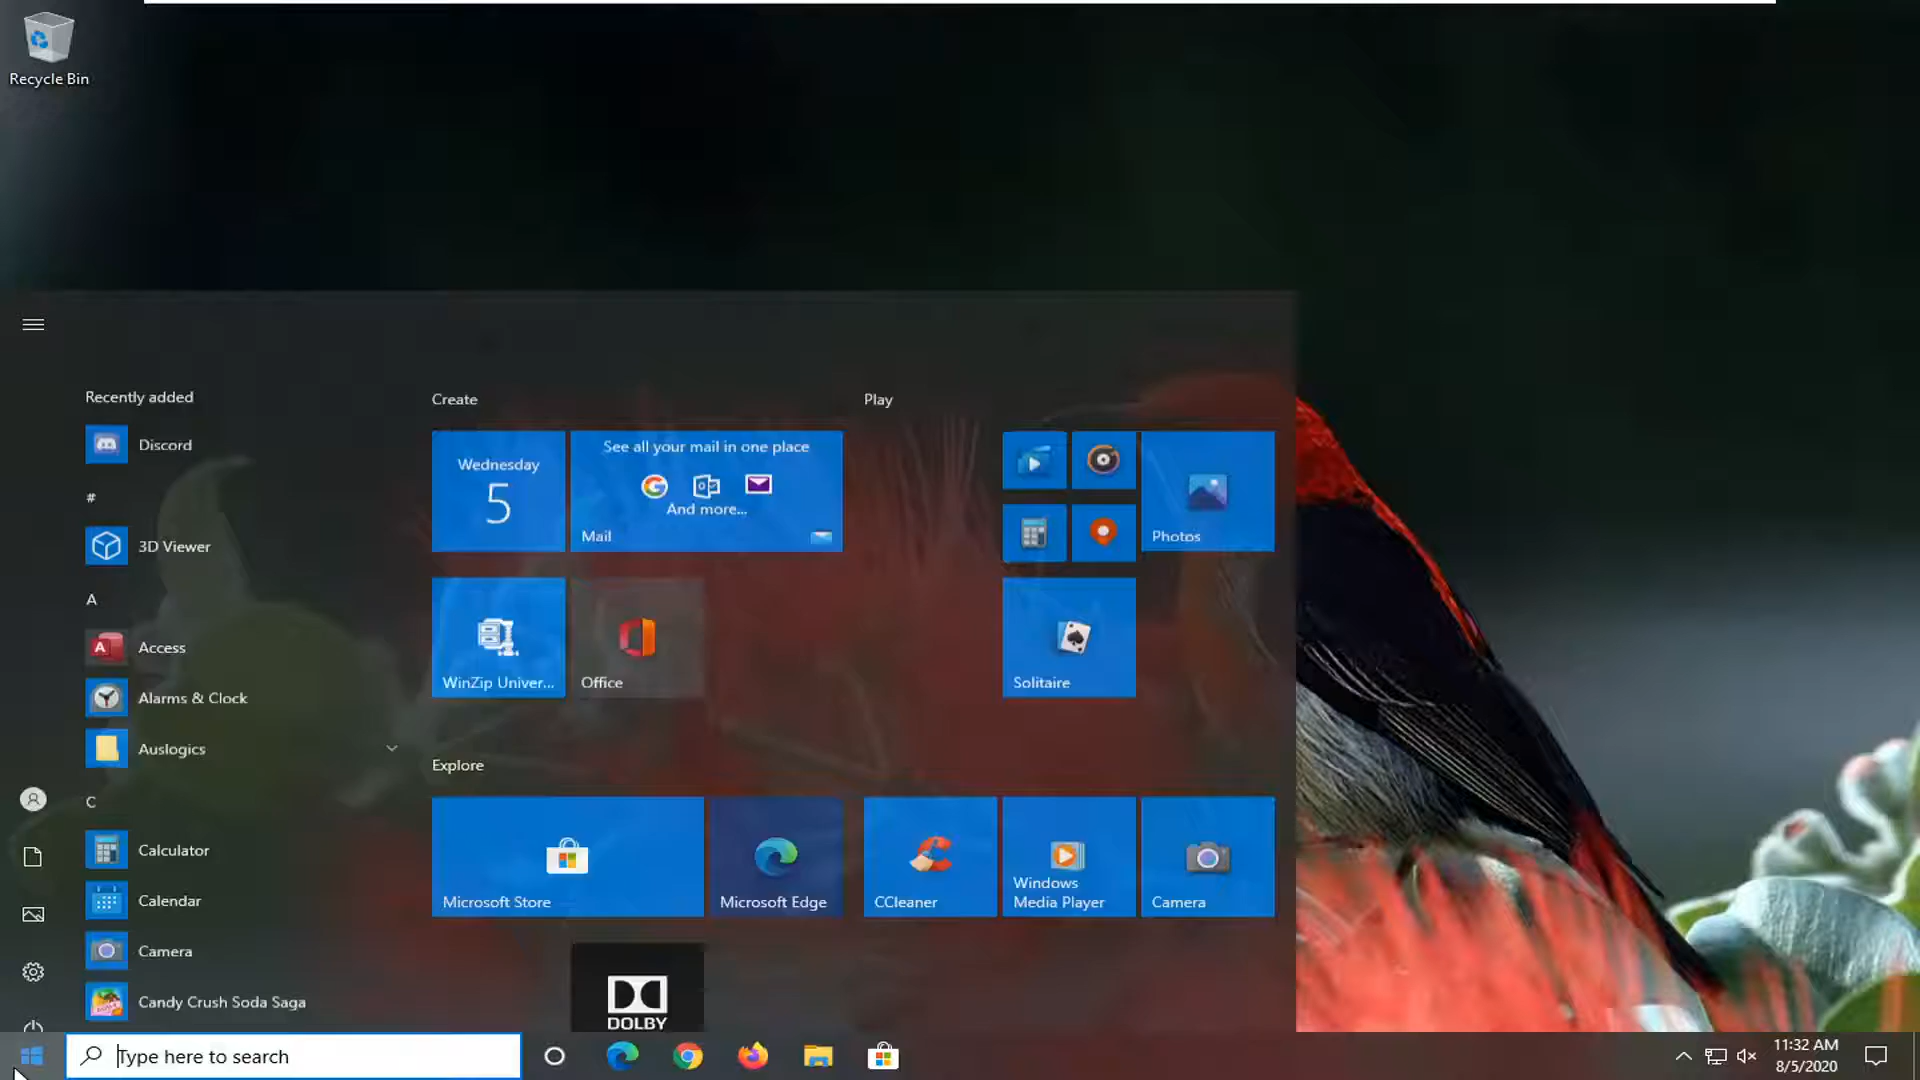 Recycle Bin
Recently added
Discord
#
3D Viewer
A
Access
Alarms & Clock
Auslogics
C
Calculator
Calendar
Camera
Candy Crush Soda Saga
Create
Wednesday
5
See all your mail in one place
And more...
Mail
WinZip Univer...
Office
Explore
Microsoft Store
Microsoft Edge
DOLBY
Play
Photos
Solitaire
CCleaner
Windows
Media Player
Camera
Type here to search
11:32 AM
8/5/2020